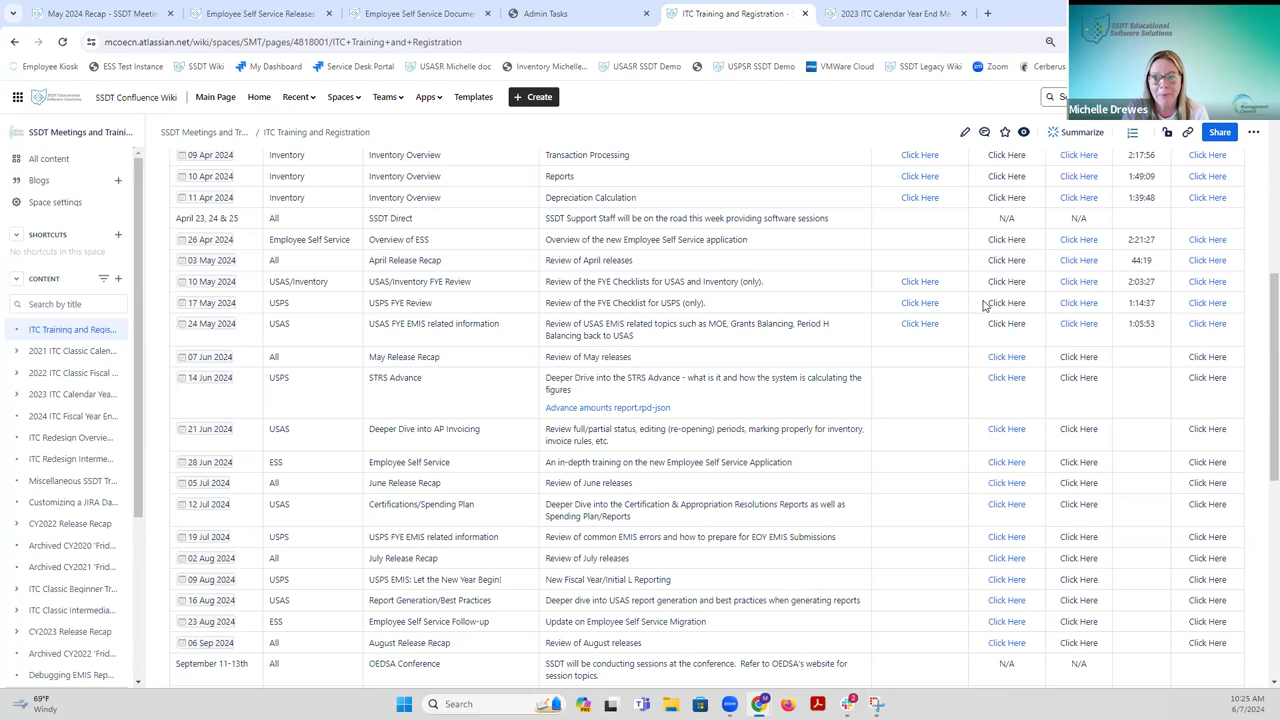 May 2024 Recap - SSDT Meetin
Employee Self Service Releases
Employee Self Service Docume
Admin Tasks
ITC Training and Registration - S
2023 ITC Calendar Year End Me
mcoecn.atlassian.net/wiki/spaces/SMT/pages/4818001/ITC+Training+and+Registration
Employee Kiosk
ESS Test Instance
SSDT Wiki
My Dashboard
Service Desk Portal
USASR Michelle doc
Inventory Michelle...
USASR SSDT Demo
USPSR SSDT Demo
VMWare Cloud
SSDT Legacy Wiki
Zoom
Cerberus
SSDT Educational
Software Solutions
Michelle Drewes
SSDT Confluence Wiki
Main Page
Home
Recent
Spaces
Teams
Apps
Templates
+ Create
SSDT Meetings and Traini...
SSDT Meetings and Tr... / ITC Training and Registration
Summarize
Share
All content
Blogs
Space settings
SHORTCUTS
No shortcuts in this space
CONTENT
Search by title
ITC Training and Regis...
2021 ITC Classic Calen...
2022 ITC Classic Fiscal ...
2023 ITC Calendar Yea...
2024 ITC Fiscal Year En...
ITC Redesign Overvie...
ITC Redesign Interme...
Miscellaneous SSDT Tr...
Customizing a JIRA Da...
CY2022 Release Recap
Archived CY2020 'Frid...
Archived CY2021 'Frid...
ITC Classic Beginner Tr...
ITC Classic Intermedia...
CY2023 Release Recap
Archived CY2022 'Frid...
Debugging EMIS Rep...
09 Apr 2024 Inventory Inventory Overview Transaction Processing Click Here Click Here Click Here 2:17:56 Click Here
10 Apr 2024 Inventory Inventory Overview Reports Click Here Click Here Click Here 1:49:09 Click Here
11 Apr 2024 Inventory Inventory Overview Depreciation Calculation Click Here Click Here Click Here 1:39:48 Click Here
April 23, 24 & 25 All SSDT Direct SSDT Support Staff will be on the road this week providing software sessions N/A N/A
26 Apr 2024 Employee Self Service Overview of ESS Overview of the new Employee Self Service application Click Here Click Here 2:21:27 Click Here
03 May 2024 All April Release Recap Review of April releases Click Here Click Here 44:19 Click Here
10 May 2024 USAS/Inventory USAS/Inventory FYE Review Review of the FYE Checklists for USAS and Inventory (only). Click Here Click Here Click Here 2:03:27 Click Here
17 May 2024 USPS USPS FYE Review Review of the FYE Checklist for USPS (only). Click Here Click Here Click Here 1:14:37 Click Here
24 May 2024 USAS USAS FYE EMIS related information Review of USAS EMIS related topics such as MOE, Grants Balancing, Period H Click Here Click Here Click Here 1:05:53 Click Here
Balancing back to USAS
07 Jun 2024 All May Release Recap Review of May releases Click Here Click Here Click Here
14 Jun 2024 USPS STRS Advance Deeper Drive into the STRS Advance - what is it and how the system is calculating the Click Here Click Here Click Here
figures
Advance amounts report.rpd-json
21 Jun 2024 USAS Deeper Dive into AP Invoicing Review full/partial status, editing (re-opening) periods, marking properly for inventory, Click Here Click Here Click Here
invoice rules, etc.
28 Jun 2024 ESS Employee Self Service An in-depth training on the new Employee Self Service Application Click Here Click Here Click Here
05 Jul 2024 All June Release Recap Review of June releases Click Here Click Here Click Here
12 Jul 2024 USAS Certifications/Spending Plan Deeper Dive into the Certification & Appropriation Resolutions Reports as well as Click Here Click Here Click Here
Spending Plan/Reports
19 Jul 2024 USPS USPS FYE EMIS related information Review of common EMIS errors and how to prepare for EOY EMIS Submissions Click Here Click Here Click Here
02 Aug 2024 All July Release Recap Review of July releases Click Here Click Here Click Here
09 Aug 2024 USPS USPS EMIS: Let the New Year Begin! New Fiscal Year/Initial L Reporting Click Here Click Here Click Here
16 Aug 2024 USAS Report Generation/Best Practices Deeper dive into USAS report generation and best practices when generating reports Click Here Click Here Click Here
23 Aug 2024 ESS Employee Self Service Follow-up Update on Employee Self Service Migration Click Here Click Here Click Here
06 Sep 2024 All August Release Recap Review of August releases Click Here Click Here Click Here
September 11-13th All OEDSA Conference SSDT will be conducting sessions at the conference. Refer to OEDSA's website for N/A N/A
session topics.
69°F
Windy
Search
10:25 AM
6/7/2024